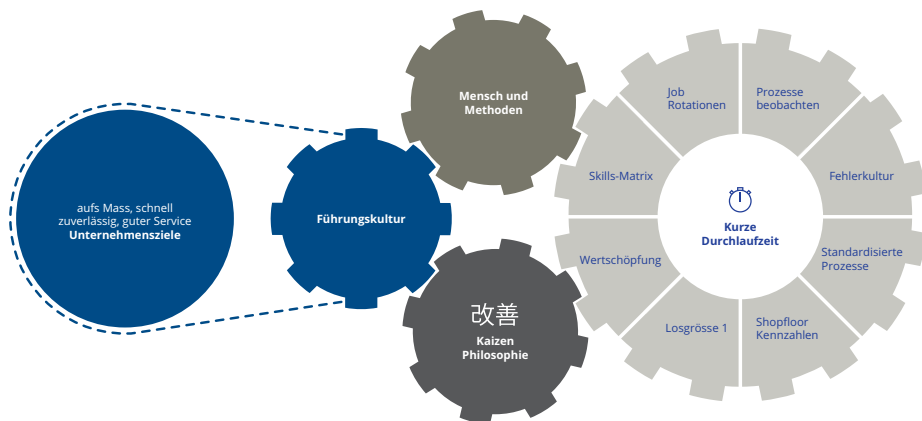 aufs Mass, schnell
zuverlässig, guter Service
Unternehmensziele
Führungskultur
Mensch und
Methoden
改善
Kaizen
Philosophie
Job
Rotationen
Prozesse
beobachten
Skills-Matrix
Fehlerkultur
Kurze
Durchlaufzeit
Wertschöpfung
Standardisierte
Prozesse
Losgrösse 1
Shopfloor
Kennzahlen